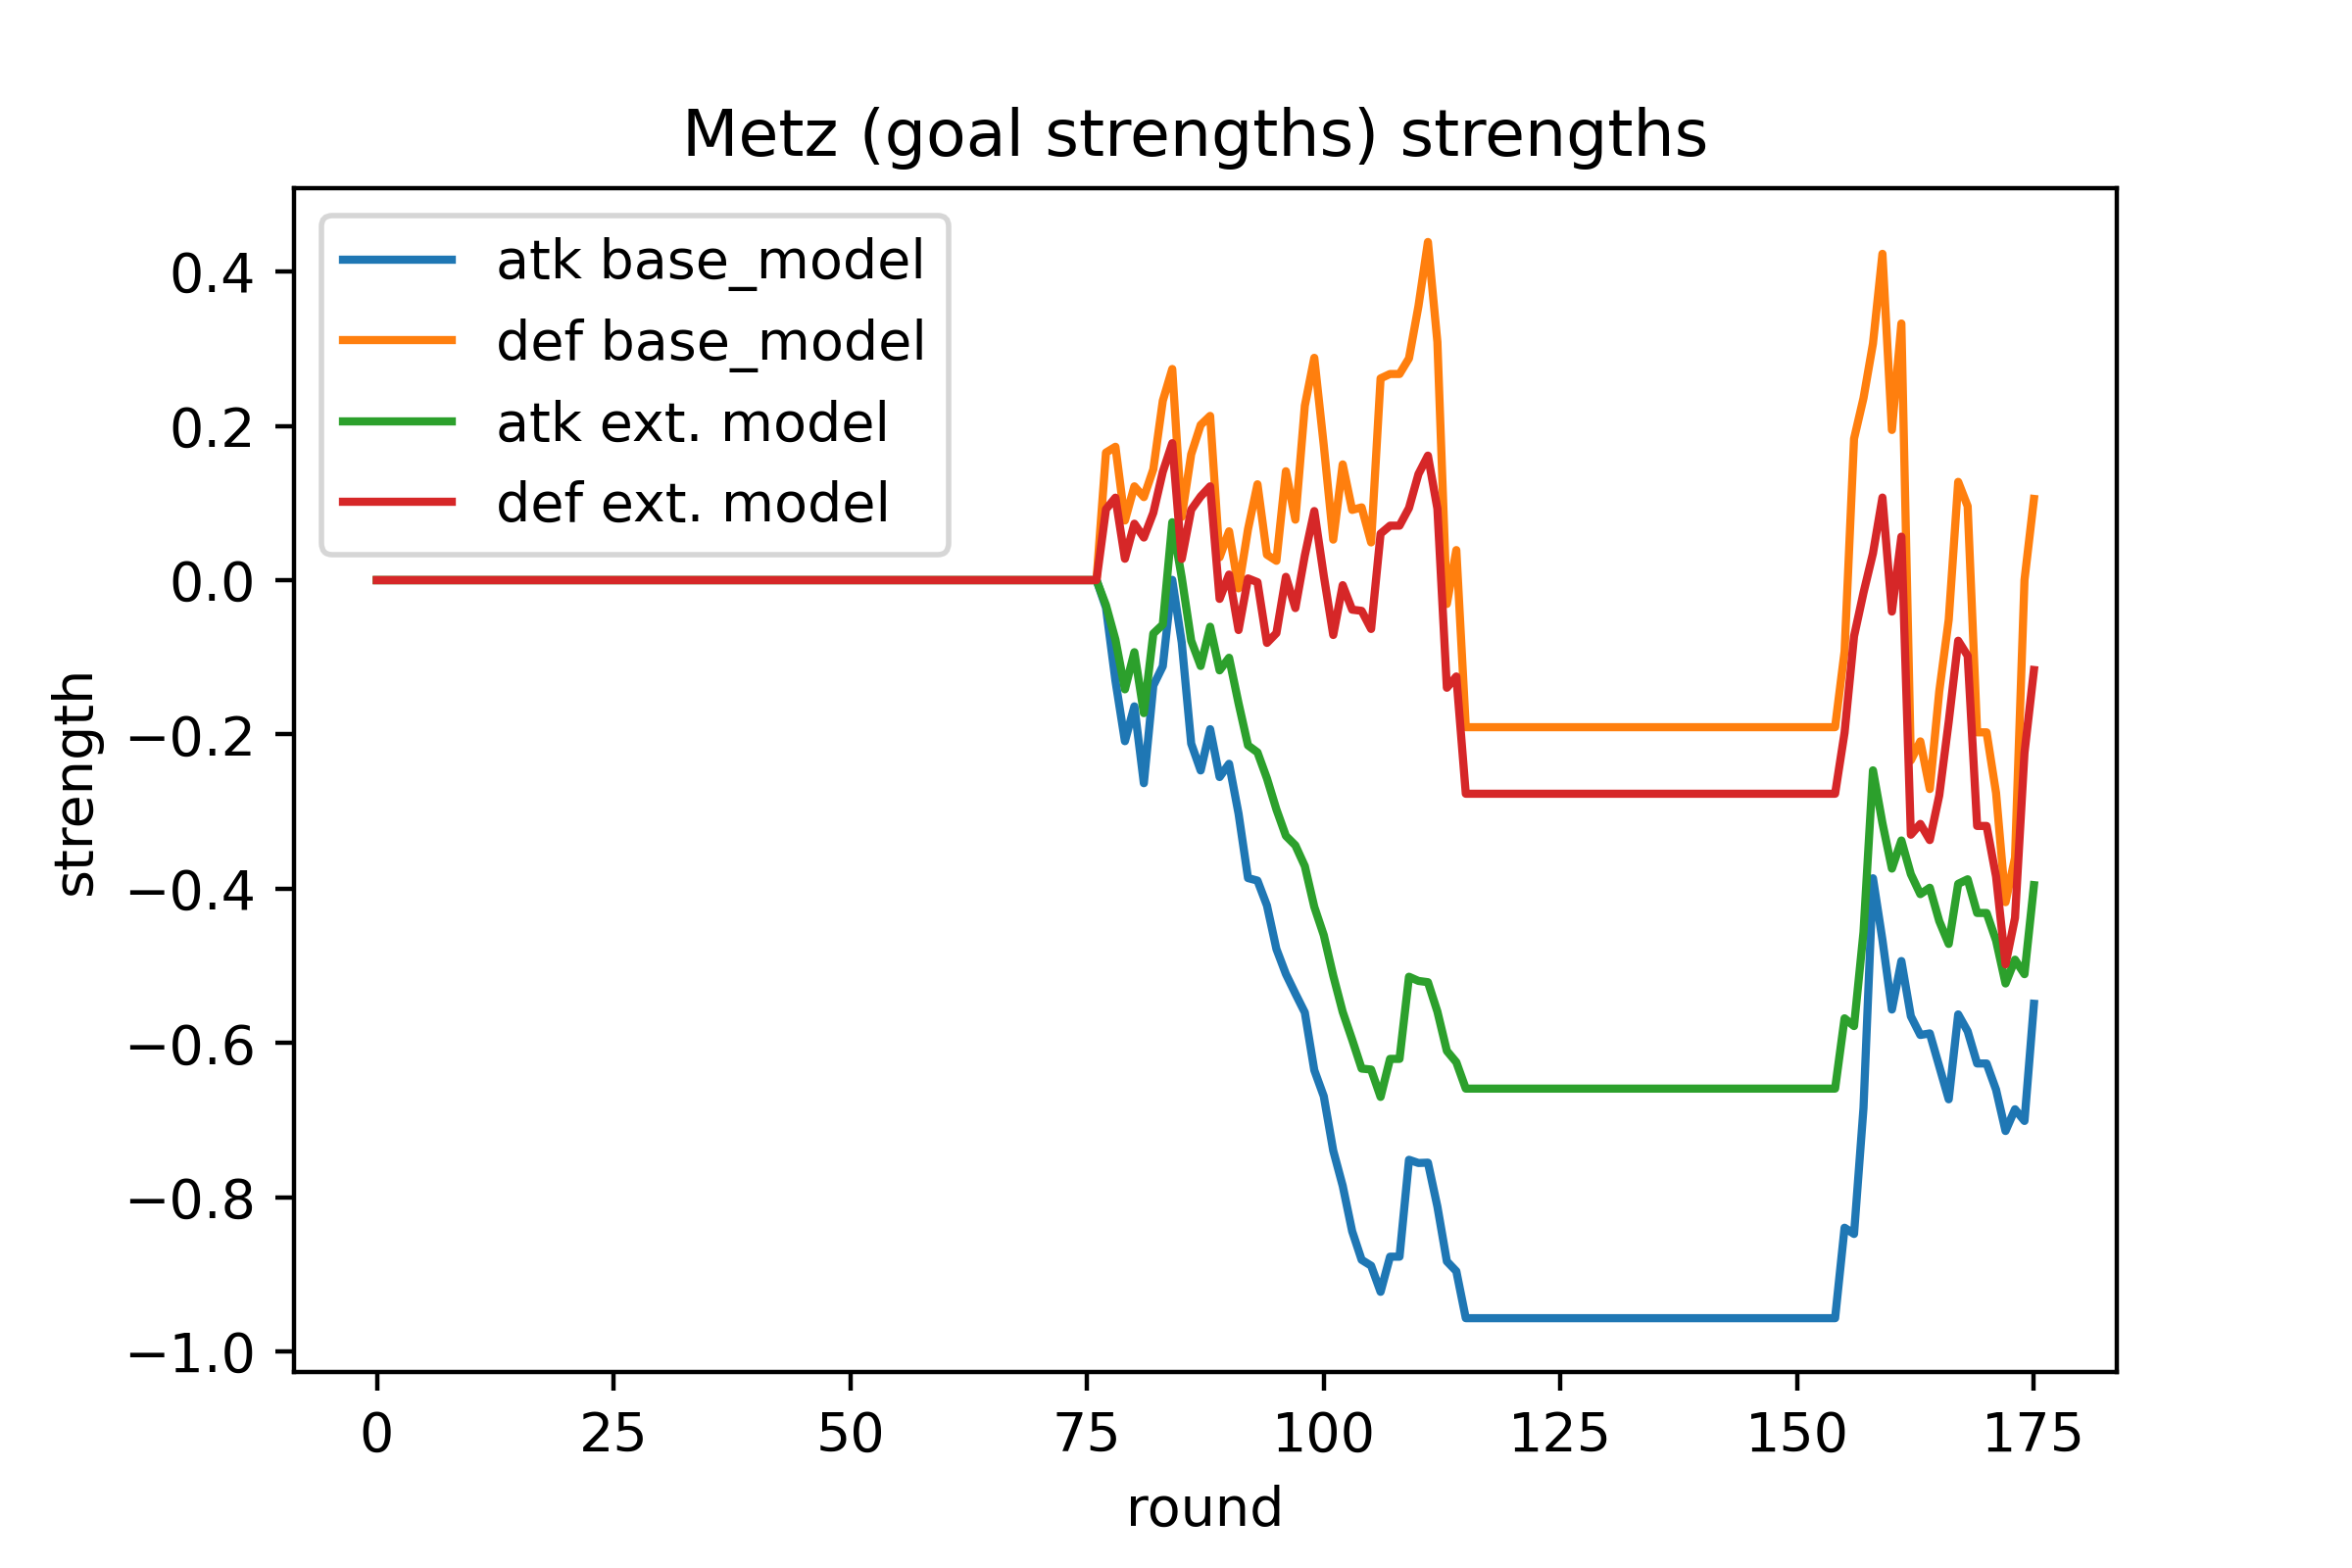 Metz (goal strengths) strengths
atk base_model
def base_model
atk ext. model
def ext. model
0.4
0.2
0.0
−0.2
−0.4
−0.6
−0.8
−1.0
strength
0 25 50 75 100 125 150 175
round